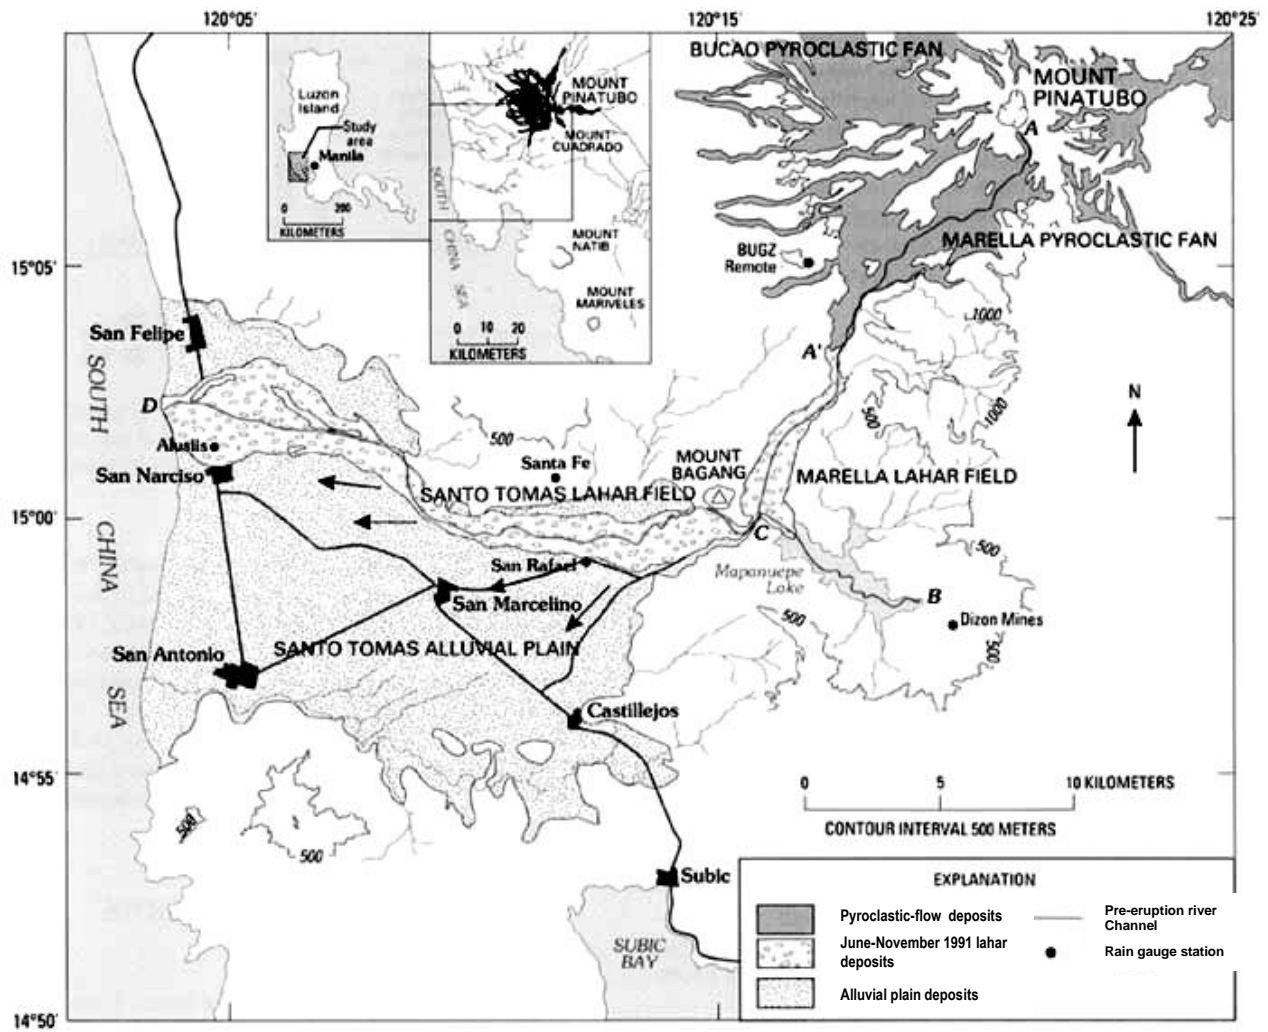 120°05'
120°15'
120°25'
BUCAO PYROCLASTIC FAN
MOUNT
PINATUBO
A
Luzon
Island
Study
area
Manila
0
200
KILOMETERS
MOUNT
PINATUBO
MOUNT
CUADRADO
SOUTH
CHINA
SEA
MOUNT
NATIB
MOUNT
MARIVELES
0 10 20
KILOMETERS
MARELLA PYROCLASTIC FAN
BUGZ
Remote
15°05'
1000
San Felipe
A'
SOUTH
D
500
1000
N
Aluslis
500
Santa Fe
MOUNT
BAGANG
San Narciso
SANTO TOMAS LAHAR FIELD
MARELLA LAHAR FIELD
15°00'
CHINA
C
500
San Rafael
Mapanuepe
Lake
B
San Marcelino
500
Dizon Mines
500
San Antonio
SANTO TOMAS ALLUVIAL PLAIN
SEA
Castillejos
14°55'
0
5
10 KILOMETERS
CONTOUR INTERVAL 500 METERS
500
500
Subic
SUBIC
BAY
EXPLANATION
Pyroclastic-flow deposits
June-November 1991 lahar
deposits
Alluvial plain deposits
Pre-eruption river
Channel
Rain gauge station
14°50'